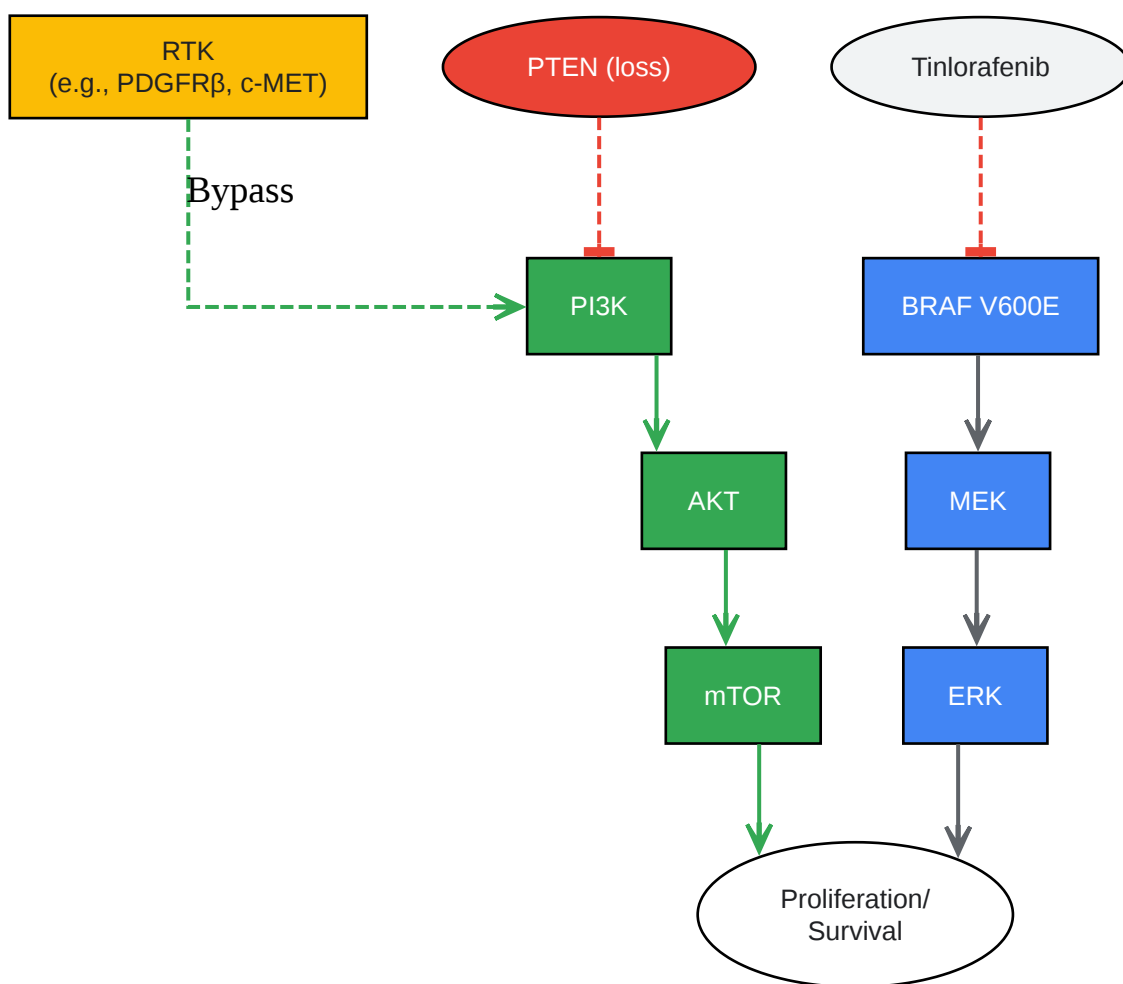 RTK
(e.g., PDGFRβ, c-MET)
PTEN (loss)
Tinlorafenib
Bypass
PI3K
BRAF V600E
AKT
MEK
mTOR
ERK
Proliferation/
Survival